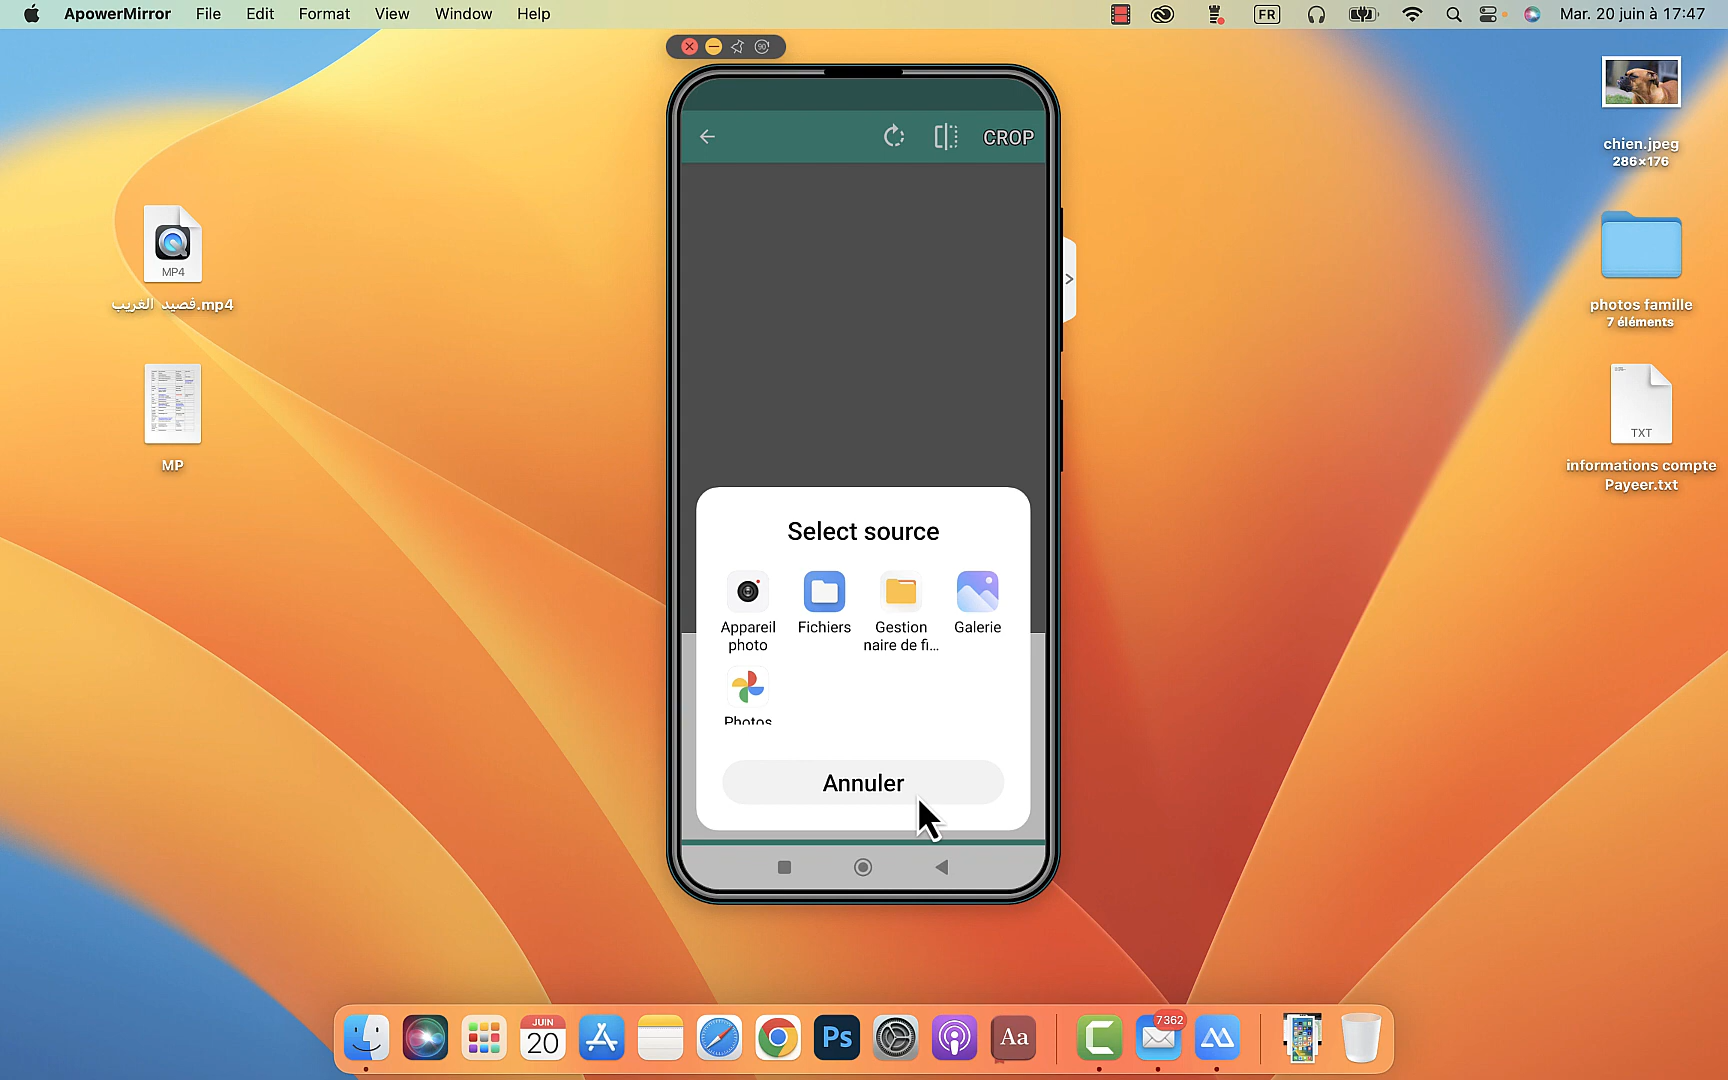 ApowerMirror File Edit Format View Window Help FR Mar. 20 juin à 17:47
90°
CROP
chien.jpeg
286×176
MP4
قصيد الغريب.mp4
photos famille
7 éléments
MP
TXT
informations compte
Payeer.txt
Select source
Appareil photo
Fichiers
Gestion
naire de fi...
Galerie
Photos
Annuler
JUIN
20
Ps
Aa
7362